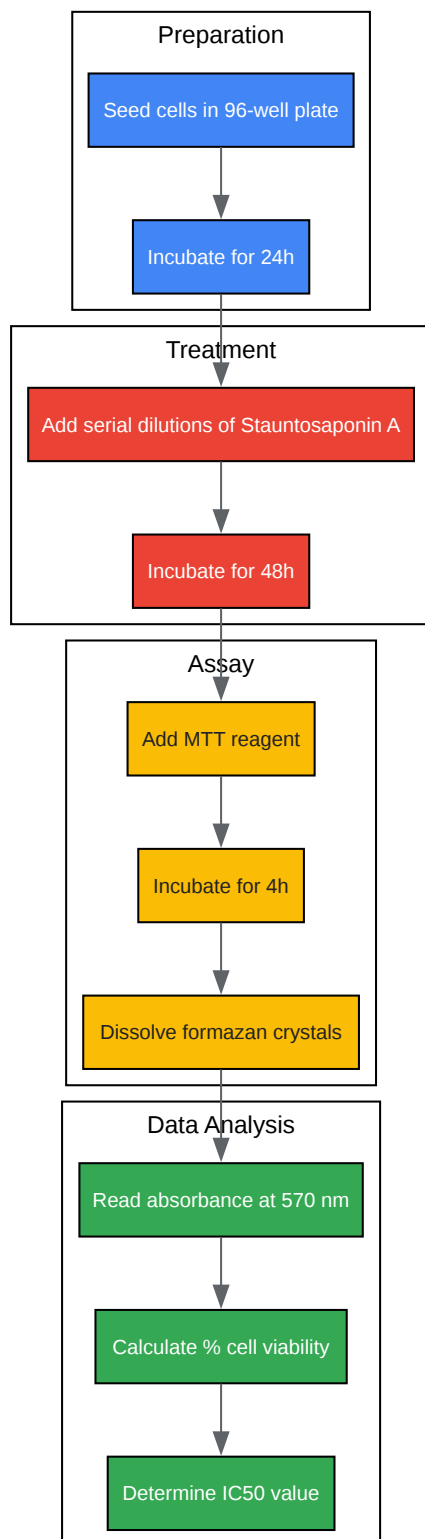 Preparation
Seed cells in 96-well plate
Incubate for 24h
Treatment
Add serial dilutions of Stauntosaponin A
Incubate for 48h
Assay
Add MTT reagent
Incubate for 4h
Dissolve formazan crystals
Data Analysis
Read absorbance at 570 nm
Calculate % cell viability
Determine IC50 value